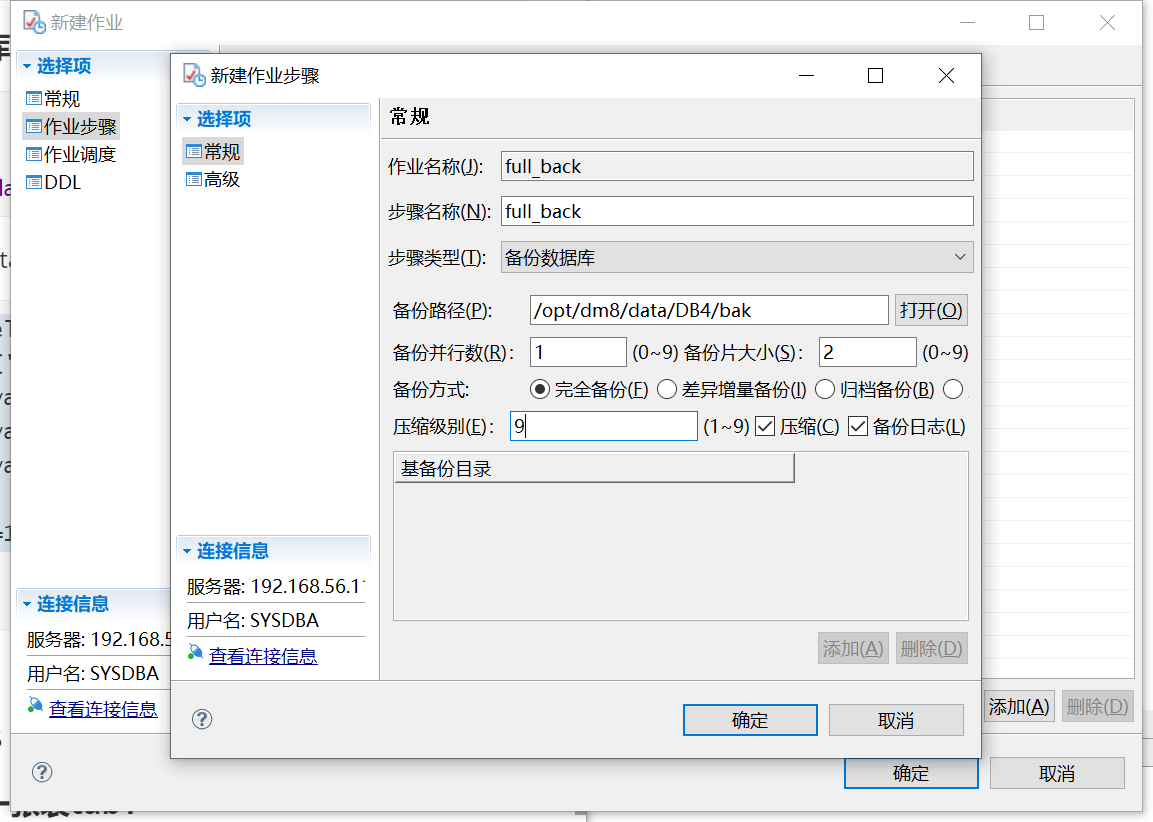 新建作业
选择项
常规
作业步骤
作业调度
DDL
连接信息
服务器: 192.168.5
用户名: SYSDBA
查看连接信息
添加(A) 删除(D)
确定 取消
新建作业步骤
选择项
常规
高级
连接信息
服务器: 192.168.56.1
用户名: SYSDBA
查看连接信息
常规
作业名称(J): full_back
步骤名称(N): full_back
步骤类型(T): 备份数据库
备份路径(P): /opt/dm8/data/DB4/bak 打开(O)
备份并行数(R): 1 (0~9) 备份片大小(S): 2 (0~9)
备份方式: 完全备份(F) 差异增量备份(I) 归档备份(B)
压缩级别(E): 9 (1~9) 压缩(C) 备份日志(L)
基备份目录
添加(A) 删除(D)
确定 取消